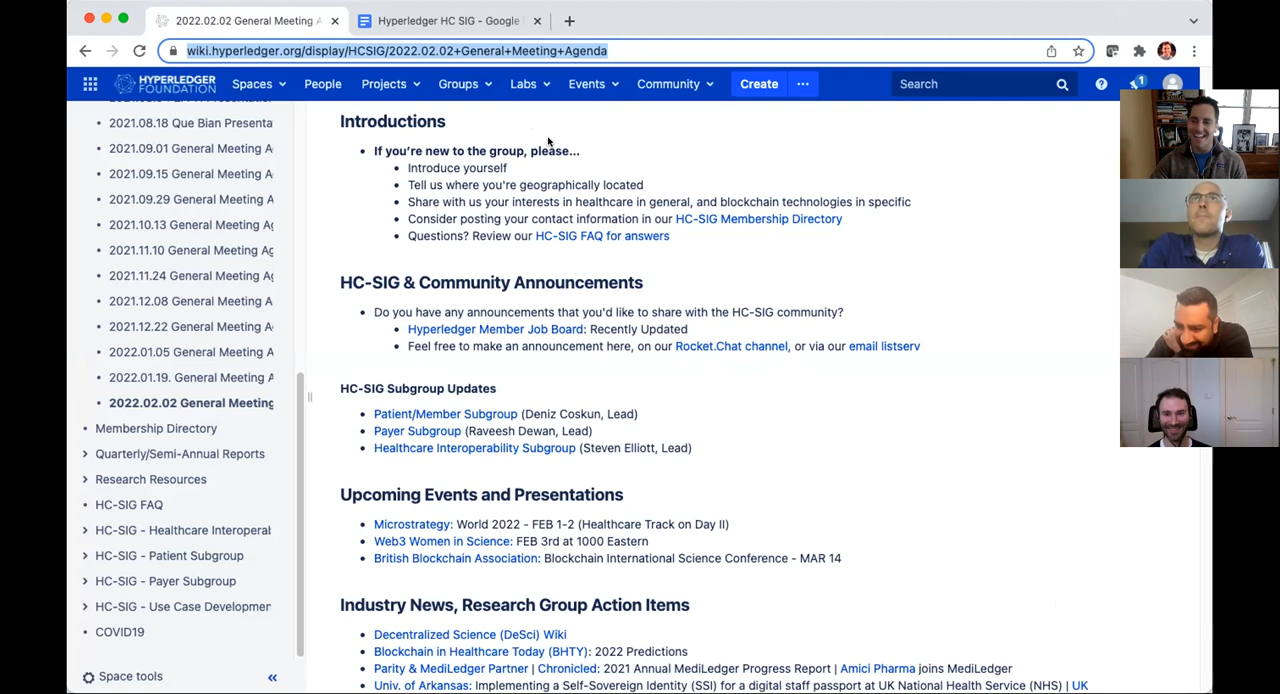 2022.02.02 General Meeting A
Hyperledger HC SIG - Google
wiki.hyperledger.org/display/HCSIG/2022.02.02+General+Meeting+Agenda
HYPERLEDGER
FOUNDATION
Spaces
People
Projects
Groups
Labs
Events
Community
Create
Search
1
2021.08.18 Que Bian Presenta
2021.09.01 General Meeting A
2021.09.15 General Meeting A
2021.09.29 General Meeting A
2021.10.13 General Meeting Ag
2021.11.10 General Meeting Ag
2021.11.24 General Meeting Ag
2021.12.08 General Meeting A
2021.12.22 General Meeting A
2022.01.05 General Meeting A
2022.01.19. General Meeting A
2022.02.02 General Meeting
Membership Directory
Quarterly/Semi-Annual Reports
Research Resources
HC-SIG FAQ
HC-SIG - Healthcare Interoperal
HC-SIG - Patient Subgroup
HC-SIG - Payer Subgroup
HC-SIG - Use Case Developmer
COVID19
Space tools
Introductions
If you're new to the group, please...
Introduce yourself
Tell us where you're geographically located
Share with us your interests in healthcare in general, and blockchain technologies in specific
Consider posting your contact information in our HC-SIG Membership Directory
Questions? Review our HC-SIG FAQ for answers
HC-SIG & Community Announcements
Do you have any announcements that you'd like to share with the HC-SIG community?
Hyperledger Member Job Board: Recently Updated
Feel free to make an announcement here, on our Rocket.Chat channel, or via our email listserv
HC-SIG Subgroup Updates
Patient/Member Subgroup (Deniz Coskun, Lead)
Payer Subgroup (Raveesh Dewan, Lead)
Healthcare Interoperability Subgroup (Steven Elliott, Lead)
Upcoming Events and Presentations
Microstrategy: World 2022 - FEB 1-2 (Healthcare Track on Day II)
Web3 Women in Science: FEB 3rd at 1000 Eastern
British Blockchain Association: Blockchain International Science Conference - MAR 14
Industry News, Research Group Action Items
Decentralized Science (DeSci) Wiki
Blockchain in Healthcare Today (BHTY): 2022 Predictions
Parity & MediLedger Partner | Chronicled: 2021 Annual MediLedger Progress Report | Amici Pharma joins MediLedger
Univ. of Arkansas: Implementing a Self-Sovereign Identity (SSI) for a digital staff passport at UK National Health Service (NHS) | UK